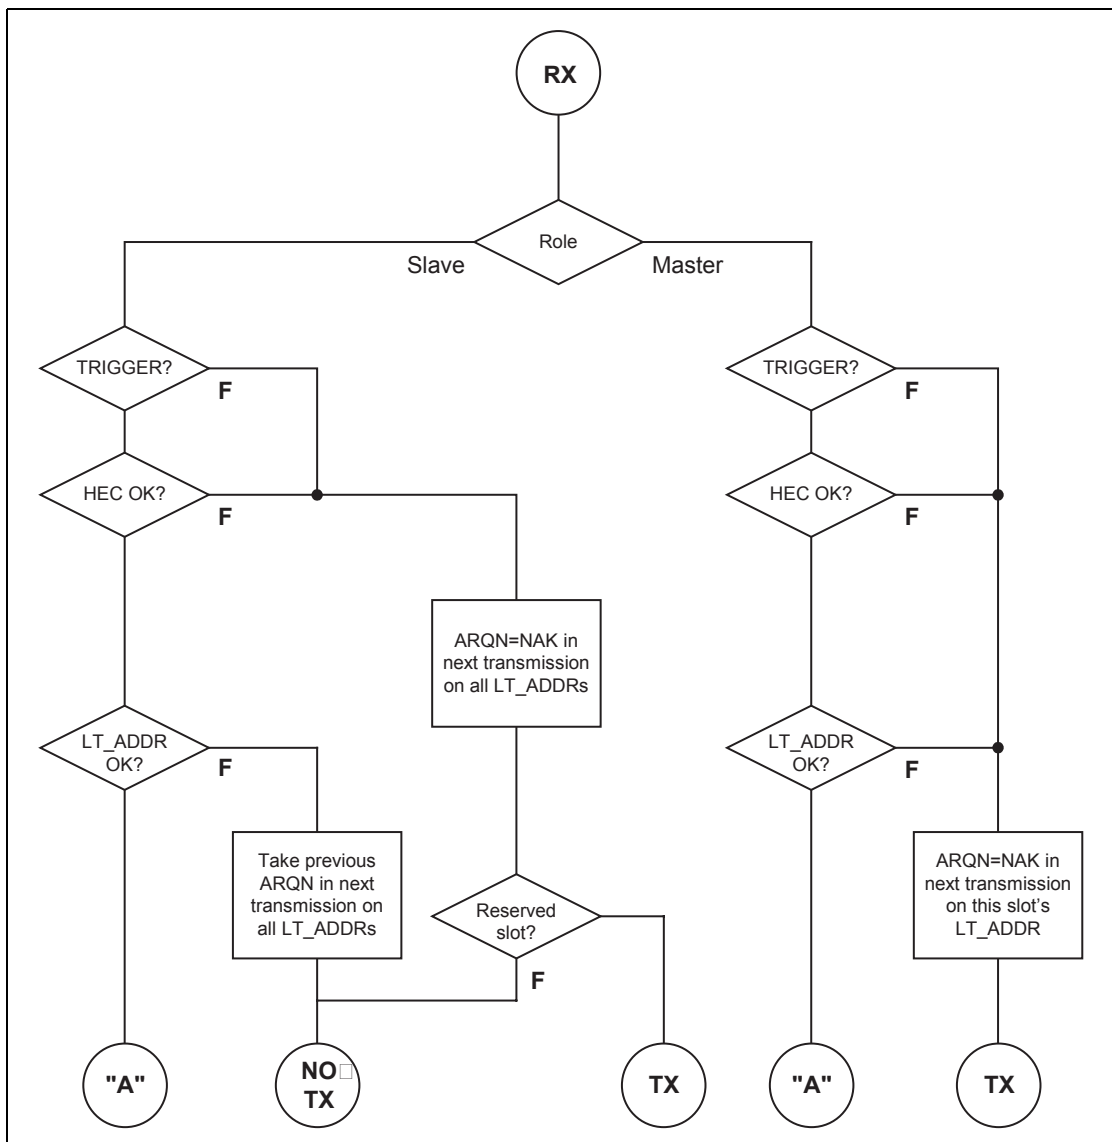 RX
Role
Slave
Master
TRIGGER?
F
TRIGGER?
F
HEC OK?
F
HEC OK?
F
ARQN=NAK in
next transmission
on all LT_ADDRs
LT_ADDR
OK?
F
LT_ADDR
OK?
F
Take previous
ARQN in next
transmission on
all LT_ADDRs
Reserved
slot?
F
ARQN=NAK in
next transmission
on this slot's
LT_ADDR
"A"
NO
TX
TX
"A"
TX